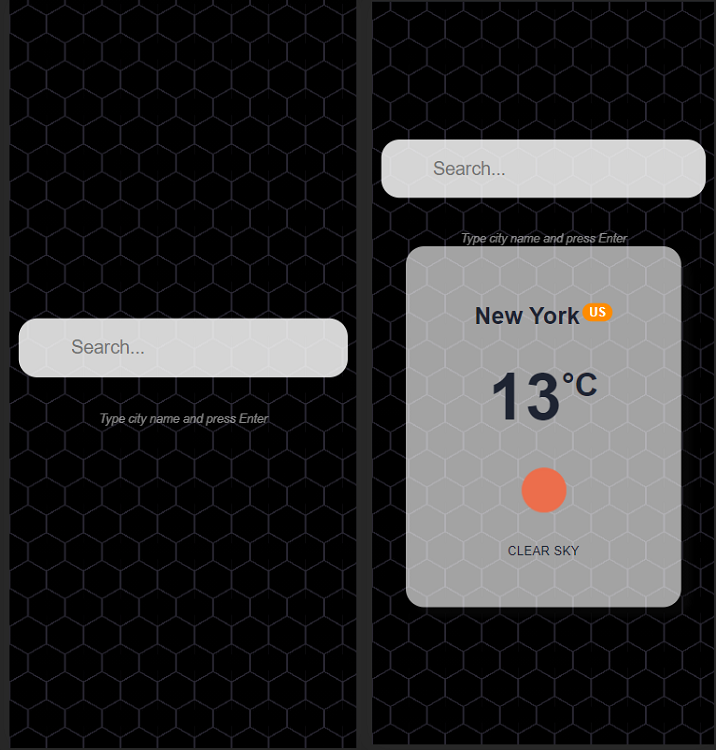 Search...
Type city name and press Enter
Search...
Type city name and press Enter
New York US
13°C
CLEAR SKY